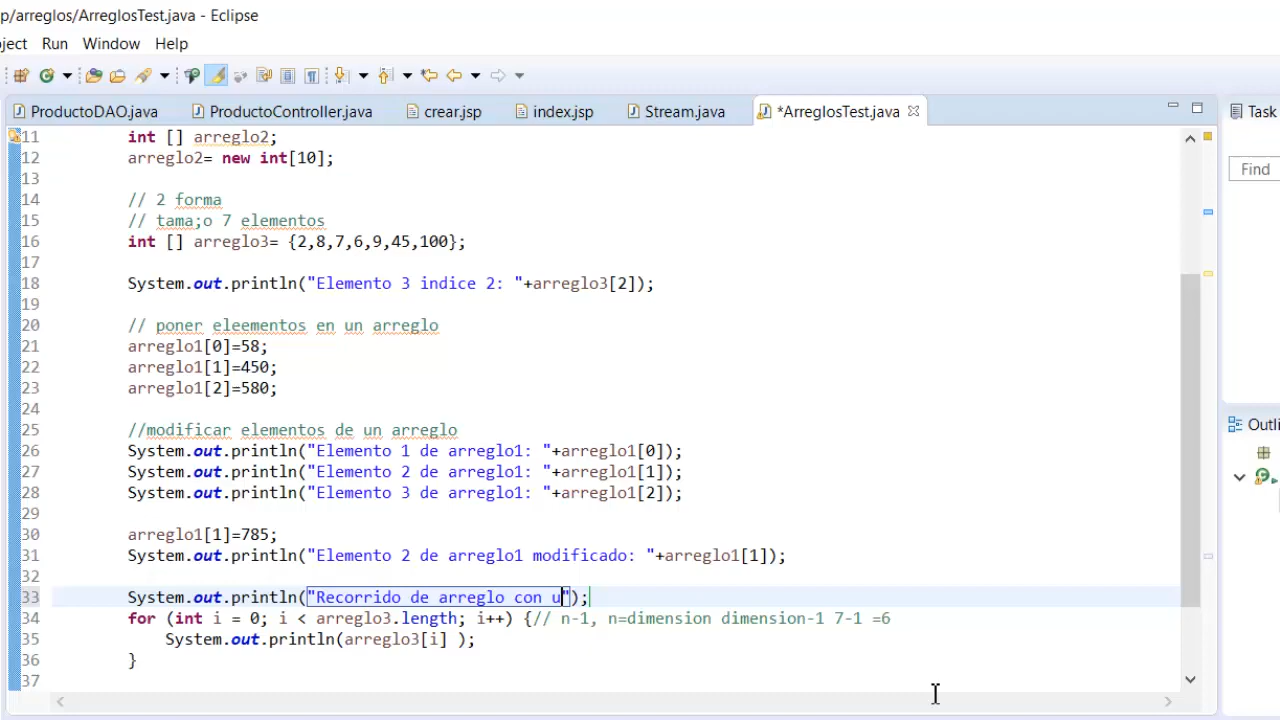 p/arreglos/ArreglosTest.java - Eclipse
ject Run Window Help
ProductoDAO.java ProductoController.java crear.jsp index.jsp Stream.java *ArreglosTest.java Task
11 int [] arreglo2;
12 arreglo2= new int[10];
13
14 // 2 forma
15 // tama;o 7 elementos
16 int [] arreglo3= {2,8,7,6,9,45,100};
17
18 System.out.println("Elemento 3 indice 2: "+arreglo3[2]);
19
20 // poner eleementos en un arreglo
21 arreglo1[0]=58;
22 arreglo1[1]=450;
23 arreglo1[2]=580;
24
25 //modificar elementos de un arreglo
26 System.out.println("Elemento 1 de arreglo1: "+arreglo1[0]);
27 System.out.println("Elemento 2 de arreglo1: "+arreglo1[1]);
28 System.out.println("Elemento 3 de arreglo1: "+arreglo1[2]);
29
30 arreglo1[1]=785;
31 System.out.println("Elemento 2 de arreglo1 modificado: "+arreglo1[1]);
32
33 System.out.println("Recorrido de arreglo con u");
34 for (int i = 0; i < arreglo3.length; i++) {// n-1, n=dimension dimension-1 7-1 =6
35 System.out.println(arreglo3[i] );
36 }
37
Find
Outli